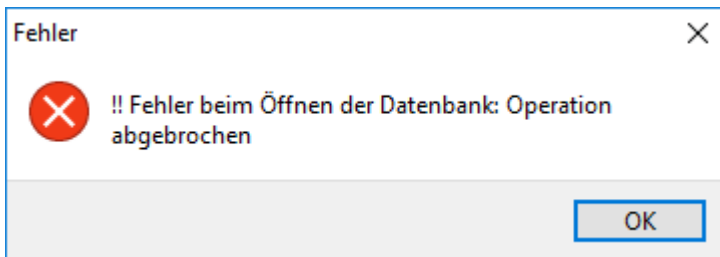 Fehler
!! Fehler beim Öffnen der Datenbank: Operation
abgebrochen
OK